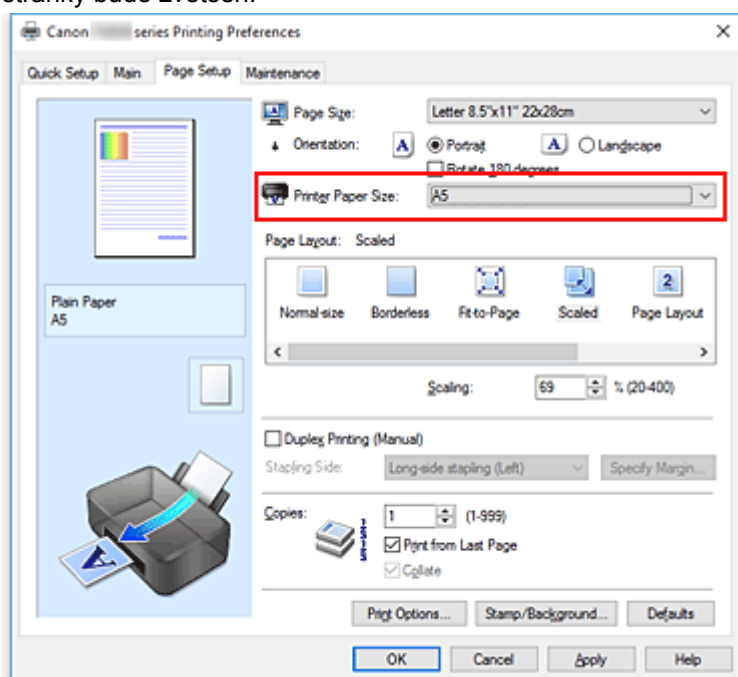 stránky bude zvětšen.
Canon series Printing Preferences
Quick Setup Main Page Setup Maintenance
Page Size: Letter 8.5"x11" 22x28cm
Orientation: A Portrait A Landscape
Rotate 180 degrees
Printer Paper Size: A5
Page Layout: Scaled
2
Normal-size Borderless Fit-to-Page Scaled Page Layout
Plain Paper
A5
Scaling: 69 % (20-400)
Duplex Printing (Manual)
Stapling Side: Long-side stapling (Left) Specify Margin...
Copies: 1 (1-999)
Print from Last Page
Collate
A
Print Options... Stamp/Background... Defaults
OK Cancel Apply Help